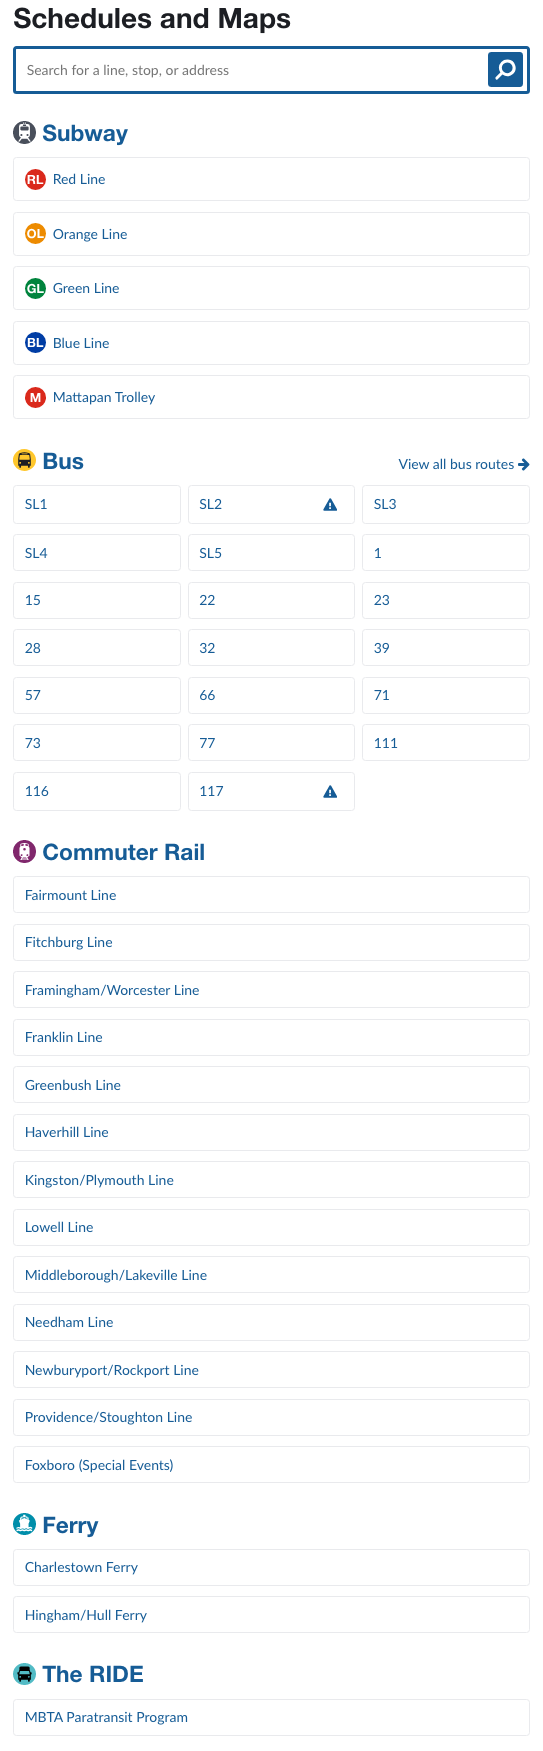 Schedules and Maps
Search for a line, stop, or address
Subway
RL Red Line
OL Orange Line
GL Green Line
BL Blue Line
M Mattapan Trolley
Bus View all bus routes
SL1 SL2 SL3
SL4 SL5 1
15 22 23
28 32 39
57 66 71
73 77 111
116 117
Commuter Rail
Fairmount Line
Fitchburg Line
Framingham/Worcester Line
Franklin Line
Greenbush Line
Haverhill Line
Kingston/Plymouth Line
Lowell Line
Middleborough/Lakeville Line
Needham Line
Newburyport/Rockport Line
Providence/Stoughton Line
Foxboro (Special Events)
Ferry
Charlestown Ferry
Hingham/Hull Ferry
The RIDE
MBTA Paratransit Program